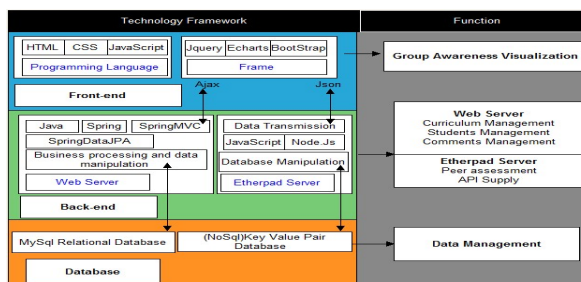 Technology Framework
Function
HTML CSS JavaScript
Programming Language
Jquery Echarts BootStrap
Frame
Front-end
Ajax
Json
Group Awareness Visualization
Java Spring SpringMVC
SpringDataJPA
Business processing and data
manipulation
Web Server
Data Transmission
JavaScript Node.Js
Database Manipulation
Etherpad Server
Back-end
Web Server
Curriculum Management
Students Management
Comments Management
Etherpad Server
Peer assessment
API Supply
MySql Relational Database
(NoSql)Key Value Pair
Database
Database
Data Management